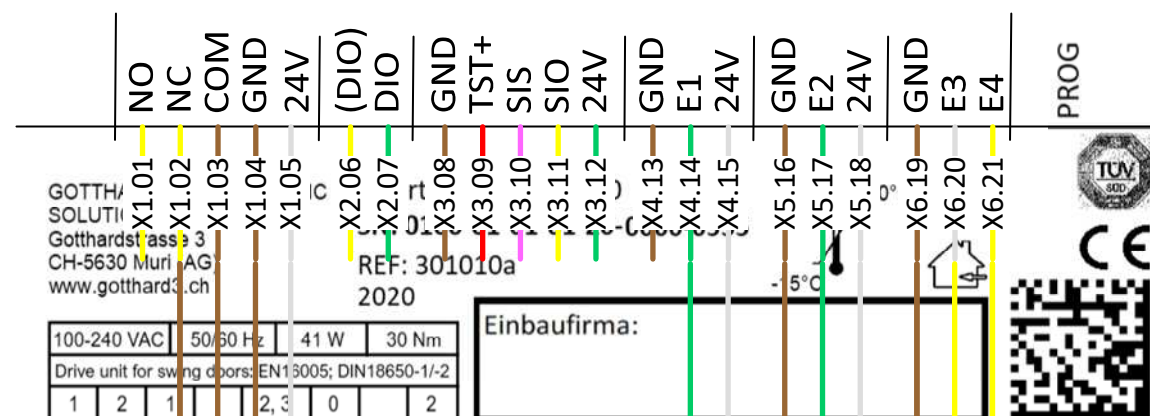 NO NC COM GND 24V (DIO) DIO GND TST+ SIS SIO 24V GND E1 24V GND E2 24V GND E3 E4 PROG
X1.01 X1.02 X1.03 X1.04 X1.05 X2.06 X2.07 X3.08 X3.09 X3.10 X3.11 X3.12 X4.13 X4.14 X4.15 X5.16 X5.17 X5.18 X6.19 X6.20 X6.21
TÜV
SÜD
Gotthardstrasse 3
CH-5630 Muri AG)
www.gotthard3.ch
REF: 301010a
2020
-15°C
CE
Einbaufirma:
100-240 VAC 50/60 Hz 41 W 30 Nm
Drive unit for swing doors: EN16005; DIN18650-1/-2
1 2 1 2, 3 0 2